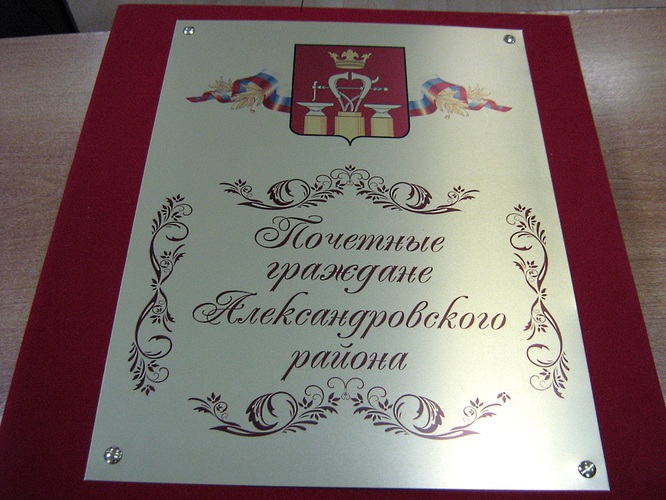 Почетные
граждане
Александровского
района